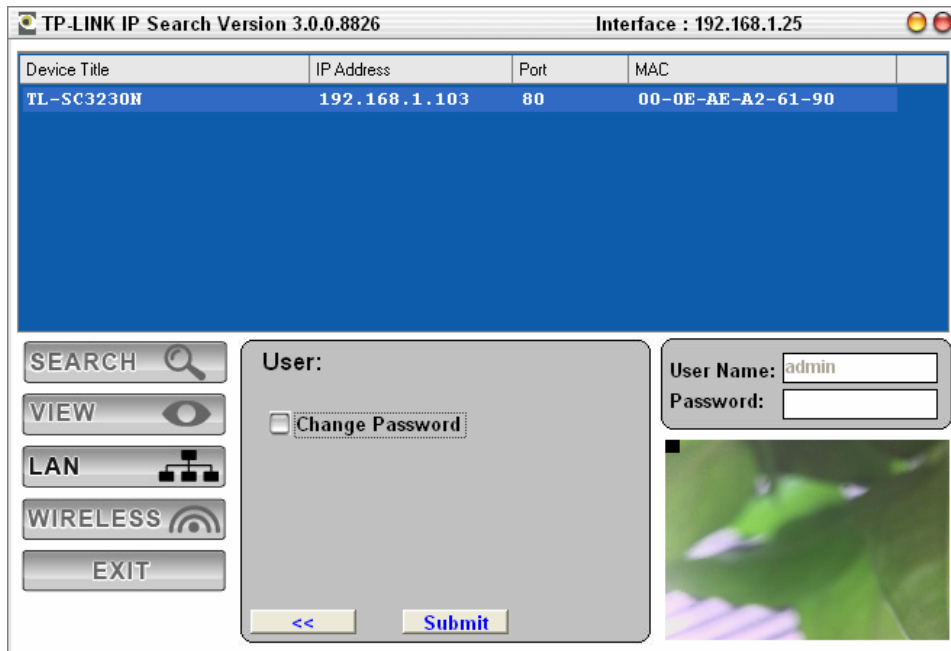 TP-LINK IP Search Version 3.0.0.8826 Interface : 192.168.1.25
Device Title IP Address Port MAC
TL-SC3230N 192.168.1.103 80 00-0E-AE-A2-61-90
SEARCH
VIEW
LAN
WIRELESS
EXIT
User:
Change Password
<< Submit
User Name: admin
Password: